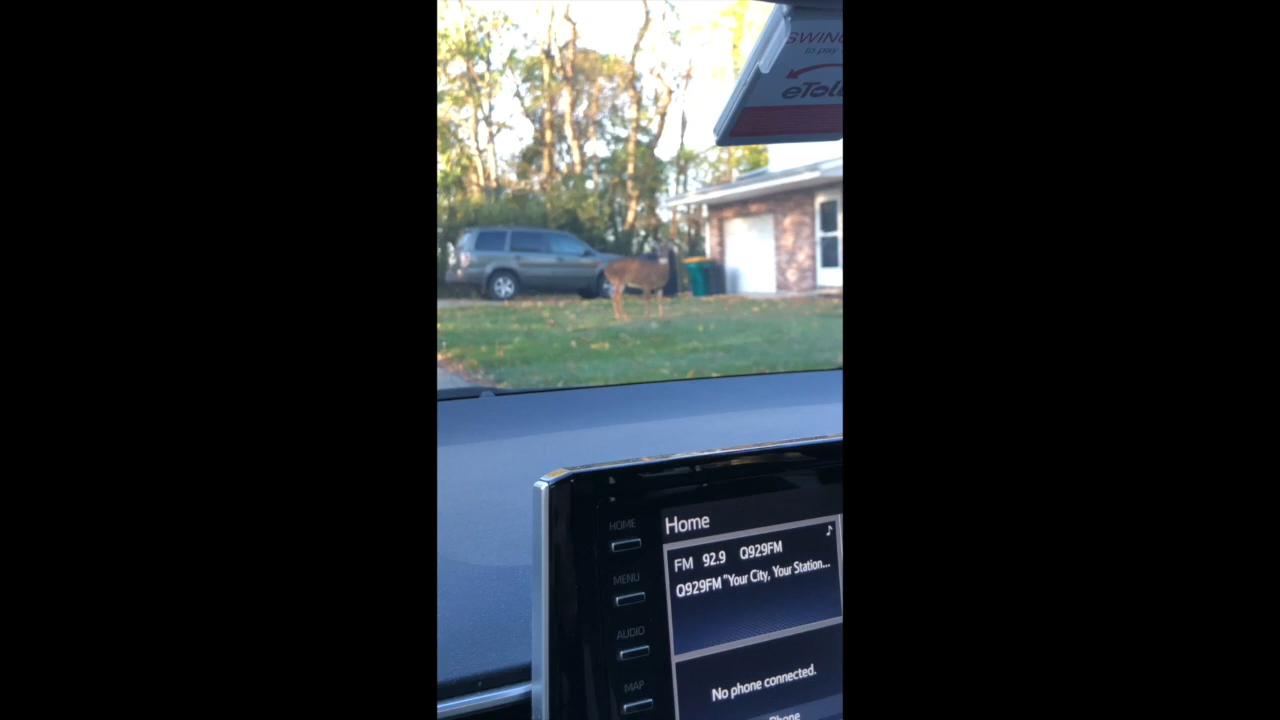 SWING
to pay
eToll
Home
HOME
FM 92.9 Q929FM
Q929FM "Your City, Your Station...
MENU
AUDIO
MAP
No phone connected.
Phone